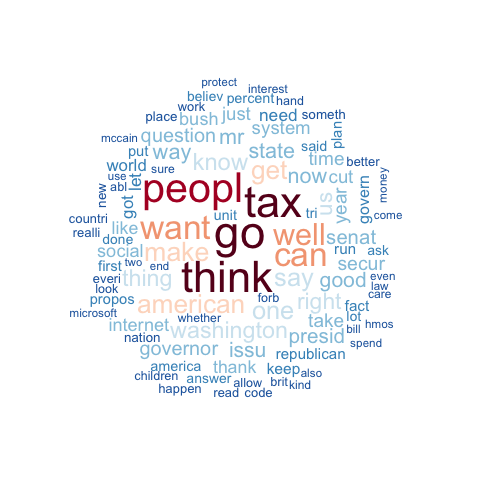 protect
interest
believ percent
work hand
place bush just need someth
mccain question mr system plan
put way state said time better
world know get now cut
use sure let
new abl got peopl tax us year govern money
countri like want unit go tri come
realli done well senat
social make can run ask
first two end think say secur
everi thing good even
look propos american forb one right fact law care
microsoft internet whether washington take lot bill hmos
nation governor issu presid spend
america thank keep republican also
children answer allow brit kind
happen read code